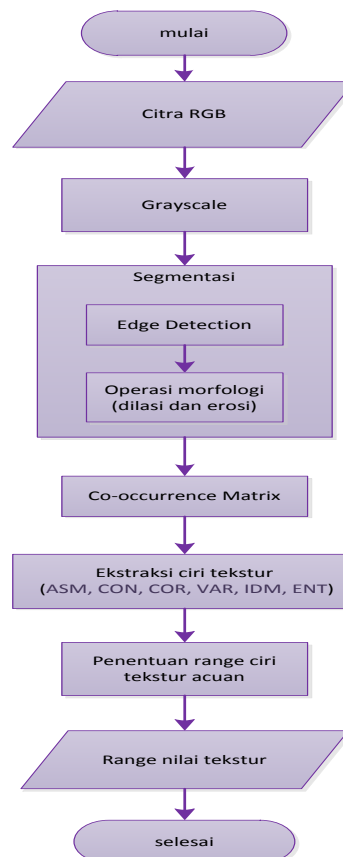 mulai
Citra RGB
Grayscale
Segmentasi
Edge Detection
Operasi morfologi
(dilasi dan erosi)
Co-occurrence Matrix
Ekstraksi ciri tekstur
(ASM, CON, COR, VAR, IDM, ENT)
Penentuan range ciri
tekstur acuan
Range nilai tekstur
selesai